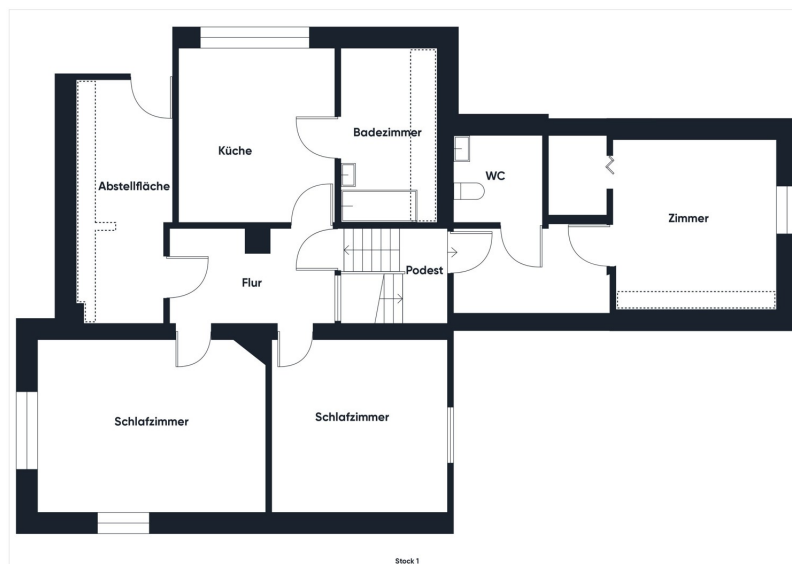 Badezimmer
Küche
WC
Abstellfläche
Zimmer
Podest
Flur
Schlafzimmer
Schlafzimmer
Stock 1